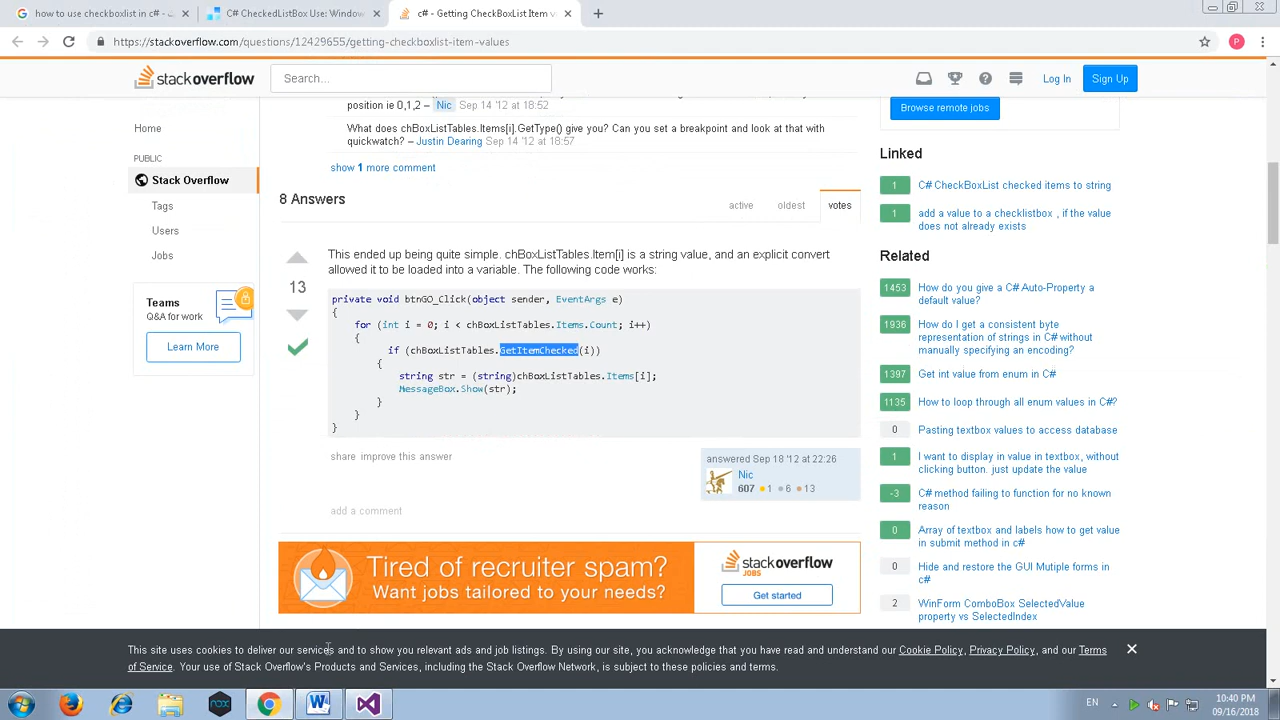 how to use checkboxlist in c# - G
C# CheckedListBox Uses Window
c# - Getting CheckBoxList Item v
https://stackoverflow.com/questions/12429655/getting-checkboxlist-item-values
P
stackoverflow
Search...
Log In
Sign Up
position ie 0,1,2 – Nic Sep 14 '12 at 18:52
What does chBoxListTables.Items[i].GetType() give you? Can you set a breakpoint and look at that with
quickwatch? – Justin Dearing Sep 14 '12 at 18:57
show 1 more comment
Home
PUBLIC
Stack Overflow
Tags
Users
Jobs
Teams
Q&A for work
Learn More
8 Answers
active
oldest
votes
13
This ended up being quite simple. chBoxListTables.Item[i] is a string value, and an explicit convert
allowed it to be loaded into a variable. The following code works:
private void btnGO_Click(object sender, EventArgs e)
{
for (int i = 0; i < chBoxListTables.Items.Count; i++)
{
if (chBoxListTables.GetItemChecked(i))
{
string str = (string)chBoxListTables.Items[i];
MessageBox.Show(str);
}
}
}
share improve this answer
answered Sep 18 '12 at 22:26
Nic
607 1 6 13
add a comment
Tired of recruiter spam?
Want jobs tailored to your needs?
stackoverflow
JOBS
Get started
Browse remote jobs
Linked
1 C# CheckBoxList checked items to string
1 add a value to a checklistbox , if the value
does not already exists
Related
1453 How do you give a C# Auto-Property a
default value?
1936 How do I get a consistent byte
representation of strings in C# without
manually specifying an encoding?
1397 Get int value from enum in C#
1135 How to loop through all enum values in C#?
0 Pasting textbox values to access database
1 I want to display in value in textbox, without
clicking button. just update the value
-3 C# method failing to function for no known
reason
0 Array of textbox and labels how to get value
in submit method in c#
0 Hide and restore the GUI Mutiple forms in
c#
2 WinForm ComboBox SelectedValue
property vs SelectedIndex
This site uses cookies to deliver our services and to show you relevant ads and job listings. By using our site, you acknowledge that you have read and understand our Cookie Policy, Privacy Policy, and our Terms
of Service. Your use of Stack Overflow's Products and Services, including the Stack Overflow Network, is subject to these policies and terms.
nox
EN
10:40 PM
09/16/2018